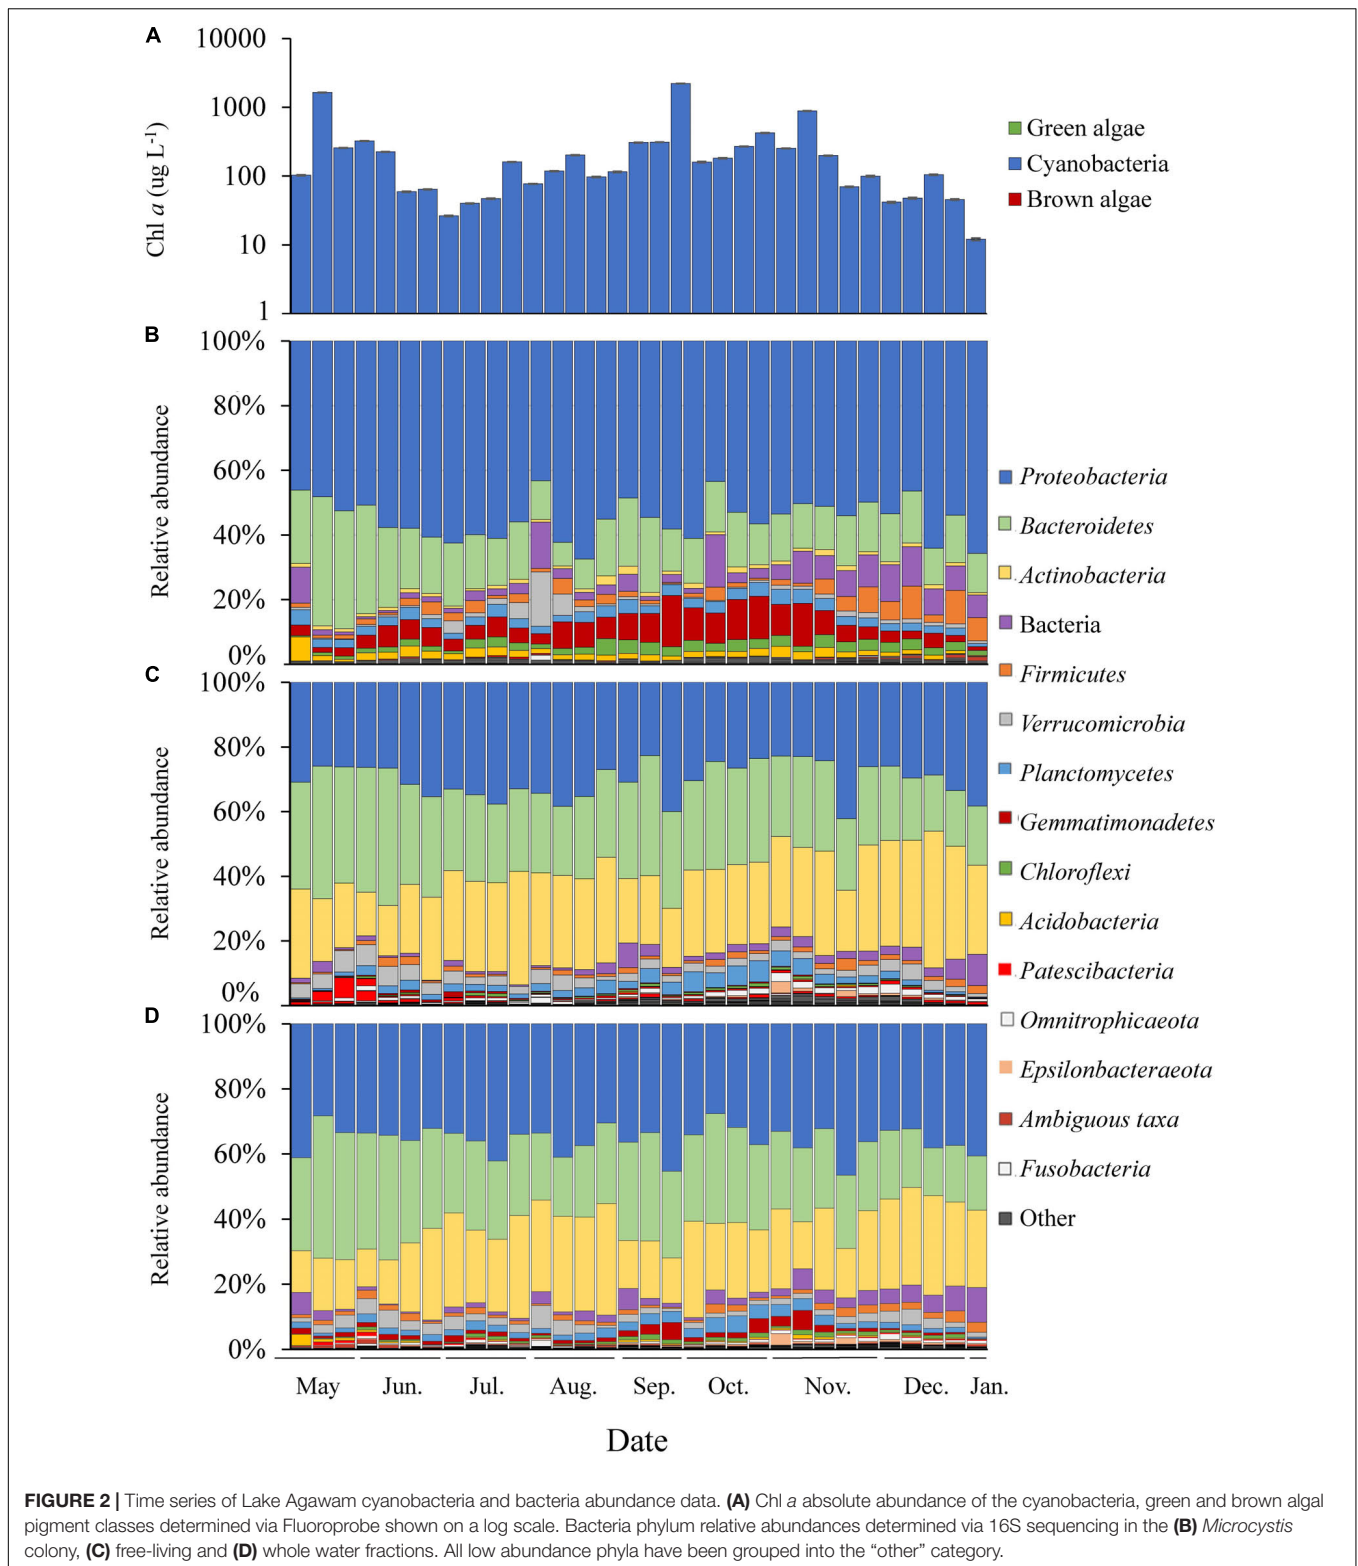 A
10000
1000
100
10
1
Chl a (ug L-1)
Green algae
Cyanobacteria
Brown algae
B
100%
80%
60%
40%
20%
0%
Relative abundance
C
100%
80%
60%
40%
20%
0%
Relative abundance
D
100%
80%
60%
40%
20%
0%
Relative abundance
Proteobacteria
Bacteroidetes
Actinobacteria
Bacteria
Firmicutes
Verrucomicrobia
Planctomycetes
Gemmatimonadetes
Chloroflexi
Acidobacteria
Patescibacteria
Omnitrophicaeota
Epsilonbacteraeota
Ambiguous taxa
Fusobacteria
Other
May Jun. Jul. Aug. Sep. Oct. Nov. Dec. Jan.
Date
FIGURE 2 | Time series of Lake Agawam cyanobacteria and bacteria abundance data. (A) Chl a absolute abundance of the cyanobacteria, green and brown algal
pigment classes determined via Fluoroprobe shown on a log scale. Bacteria phylum relative abundances determined via 16S sequencing in the (B) Microcystis
colony, (C) free-living and (D) whole water fractions. All low abundance phyla have been grouped into the “other” category.